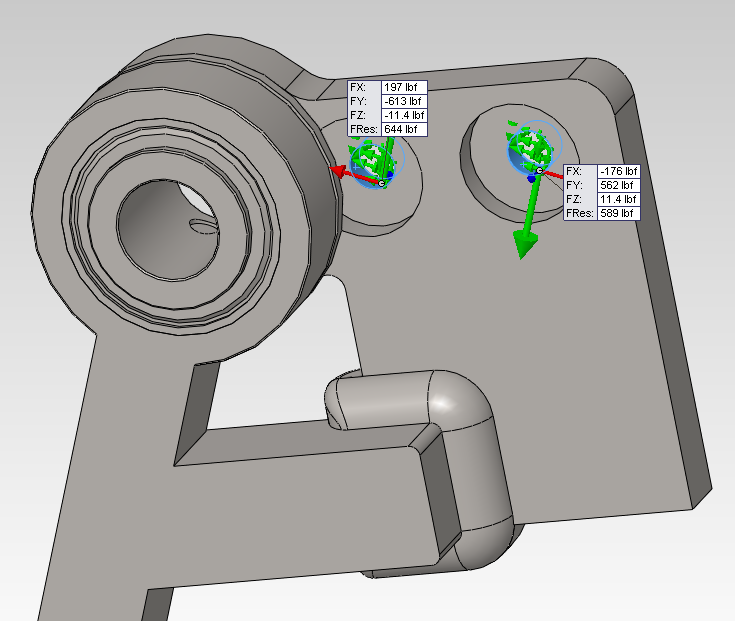 FX: 197 lbf
FY: -613 lbf
FZ: -11.4 lbf
FRes: 644 lbf
FX: -176 lbf
FY: 562 lbf
FZ: 11.4 lbf
FRes: 589 lbf